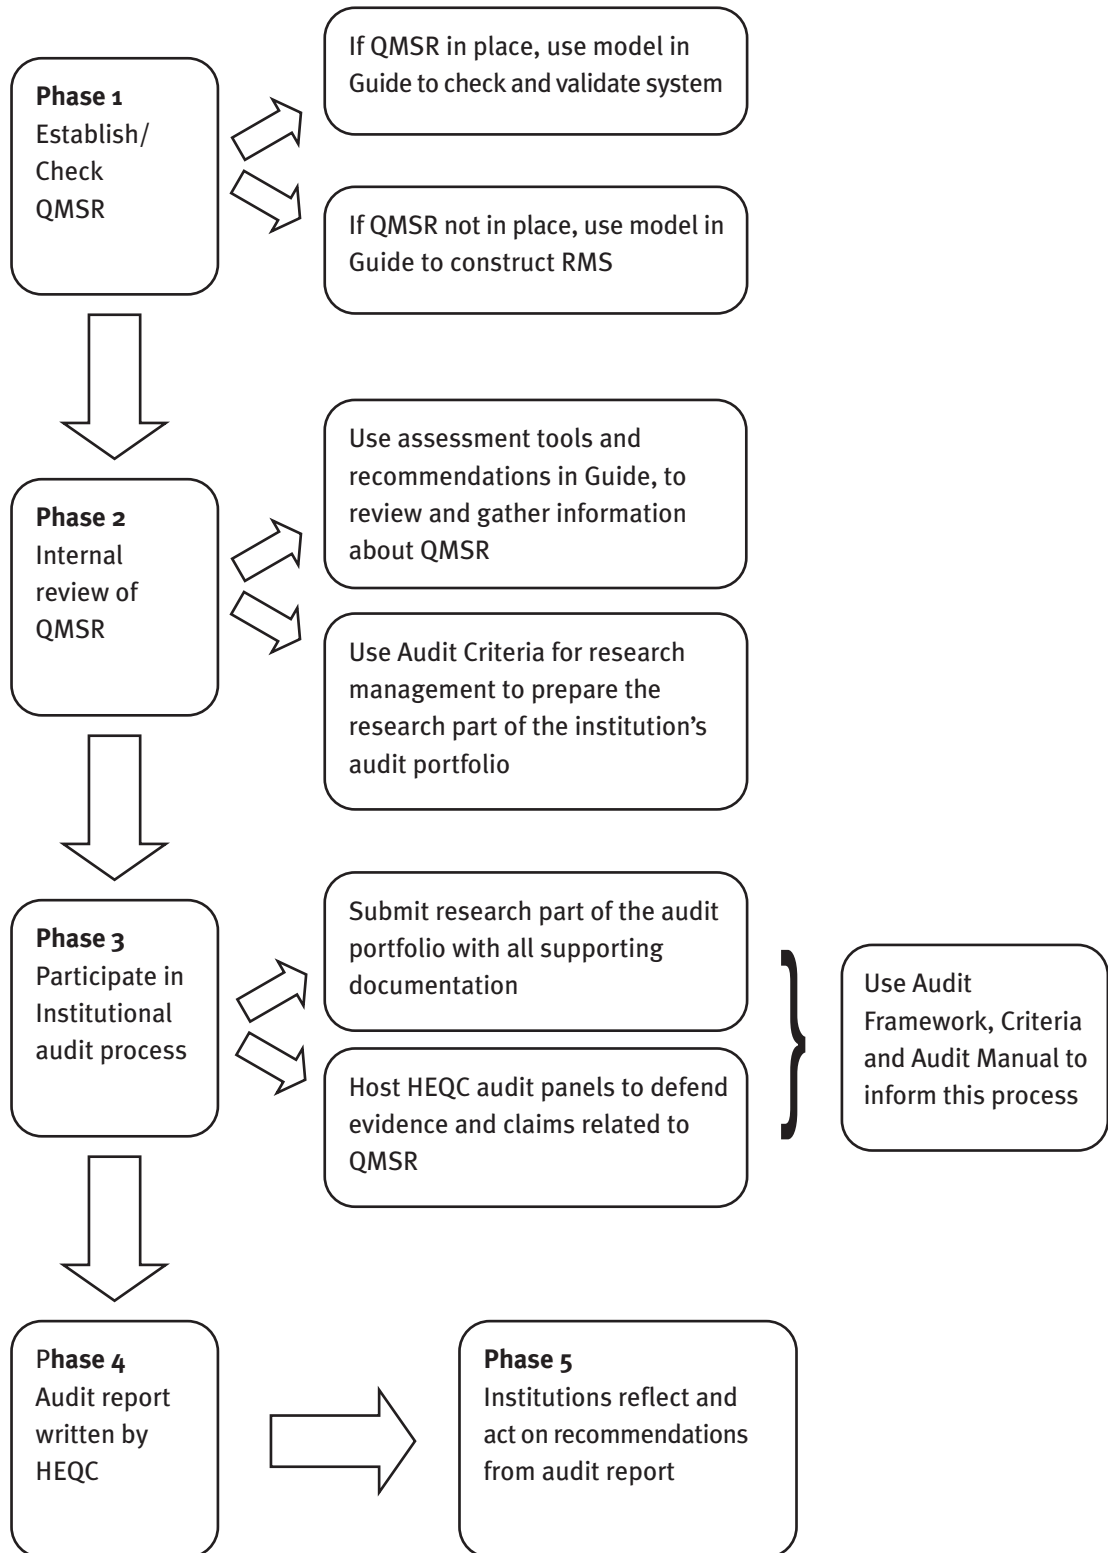 Phase 1
Establish/
Check
QMSR
If QMSR in place, use model in
Guide to check and validate system
If QMSR not in place, use model in
Guide to construct RMS
Phase 2
Internal
review of
QMSR
Use assessment tools and
recommendations in Guide, to
review and gather information
about QMSR
Use Audit Criteria for research
management to prepare the
research part of the institution’s
audit portfolio
Phase 3
Participate in
Institutional
audit process
Submit research part of the audit
portfolio with all supporting
documentation
Host HEQC audit panels to defend
evidence and claims related to
QMSR
}
Use Audit
Framework, Criteria
and Audit Manual to
inform this process
Phase 4
Audit report
written by
HEQC
Phase 5
Institutions reflect and
act on recommendations
from audit report